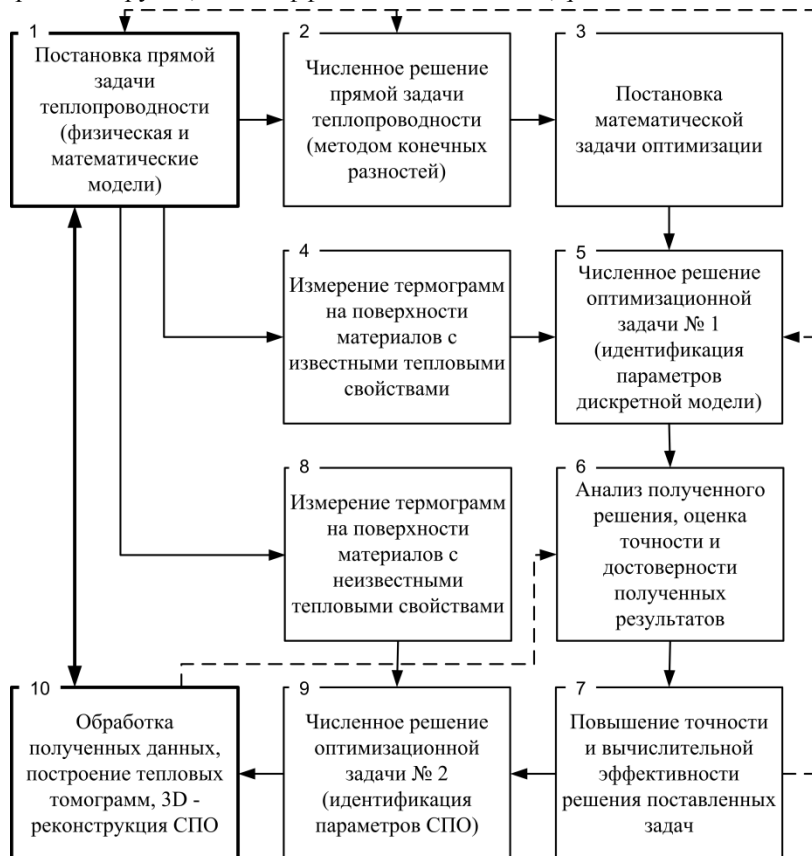 1
Постановка прямой
задачи
теплопроводности
(физическая и
математические
модели)
2
Численное решение
прямой задачи
теплопроводности
(методом конечных
разностей)
3
Постановка
математической
задачи оптимизации
4
Измерение термограмм
на поверхности
материалов с
известными тепловыми
свойствами
5
Численное решение
оптимизационной
задачи № 1
(идентификация
параметров
дискретной модели)
8
Измерение термограмм
на поверхности
материалов с
неизвестными
тепловыми свойствами
6
Анализ полученного
решения, оценка
точности и
достоверности
полученных
результатов
10
Обработка
полученных данных,
построение тепловых
томограмм, 3D -
реконструкция СПО
9
Численное решение
оптимизационной
задачи № 2
(идентификация
параметров СПО)
7
Повышение точности
и вычислительной
эффективности
решения поставленных
задач